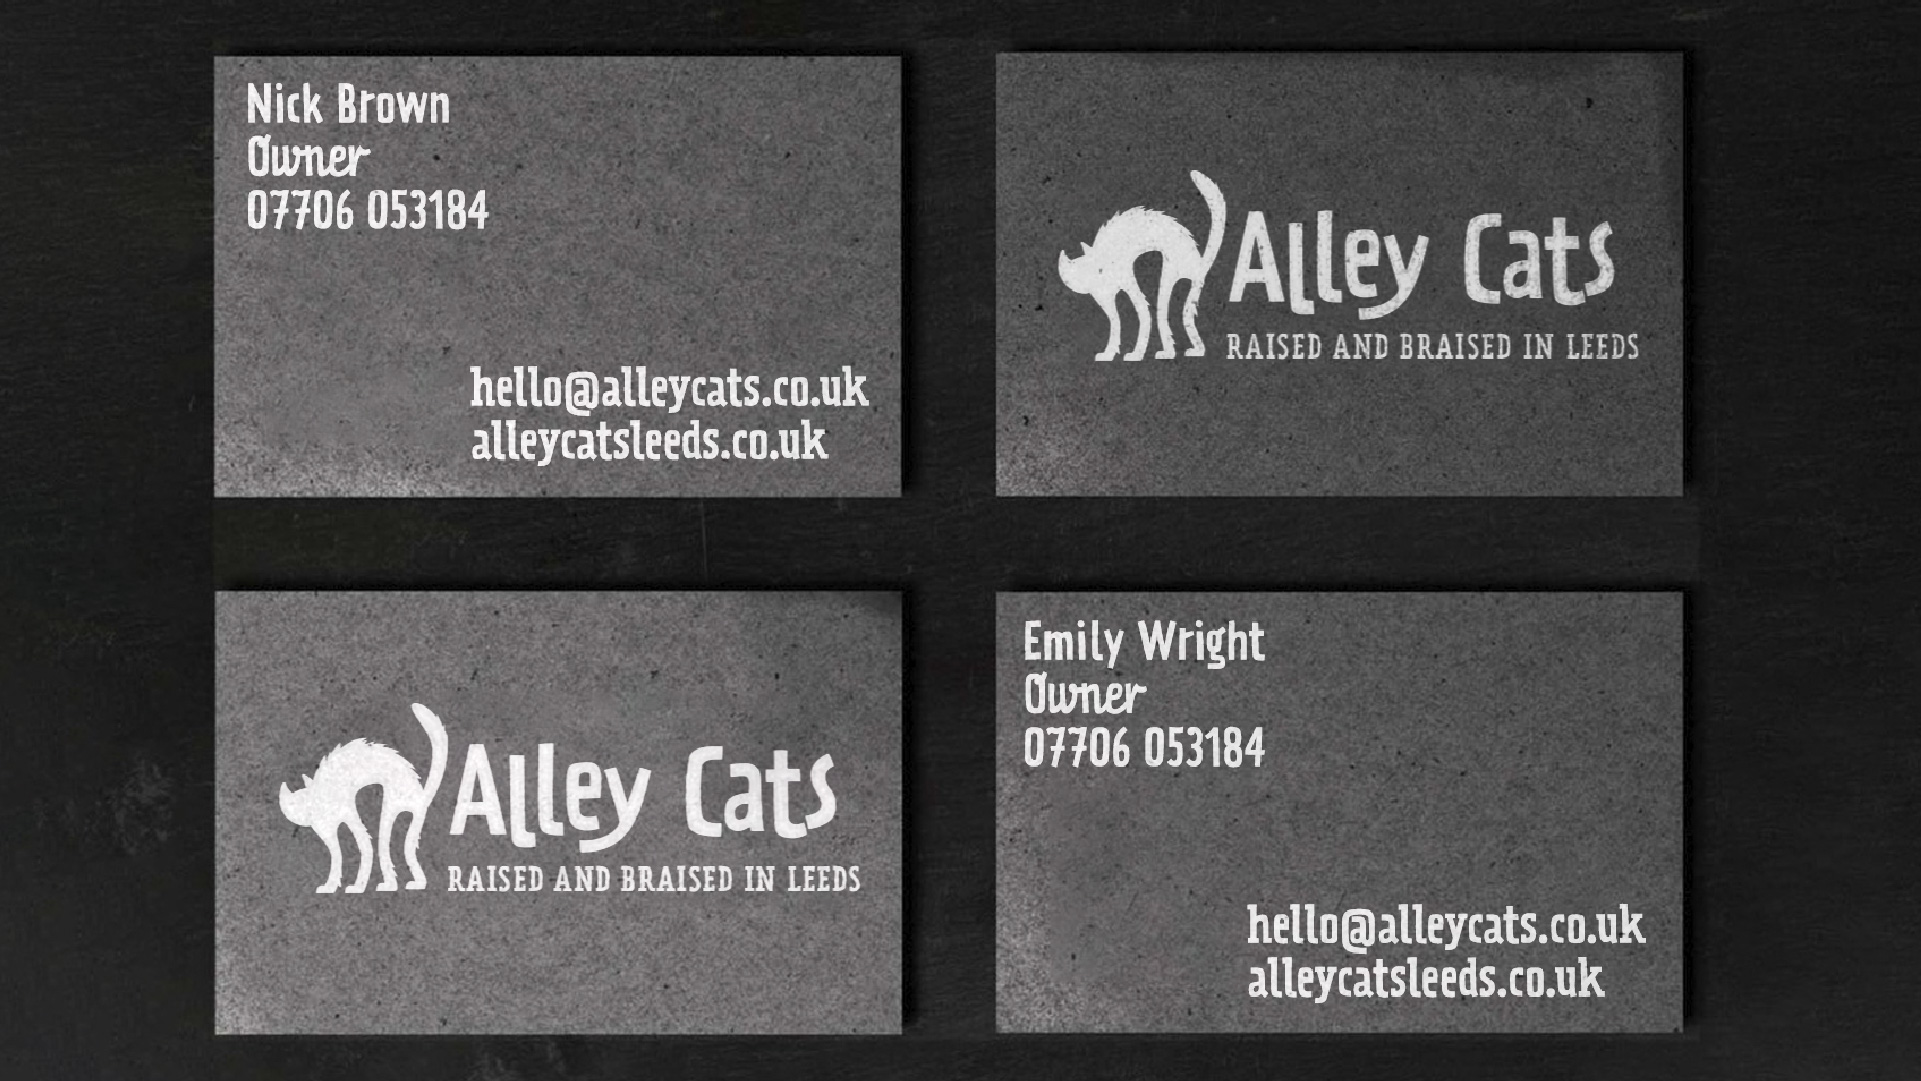 Nick Brown
Owner
07706 053184
hello@alleycats.co.uk
alleycatsleeds.co.uk
Alley Cats
RAISED AND BRAISED IN LEEDS
Alley Cats
RAISED AND BRAISED IN LEEDS
Emily Wright
Owner
07706 053184
hello@alleycats.co.uk
alleycatsleeds.co.uk